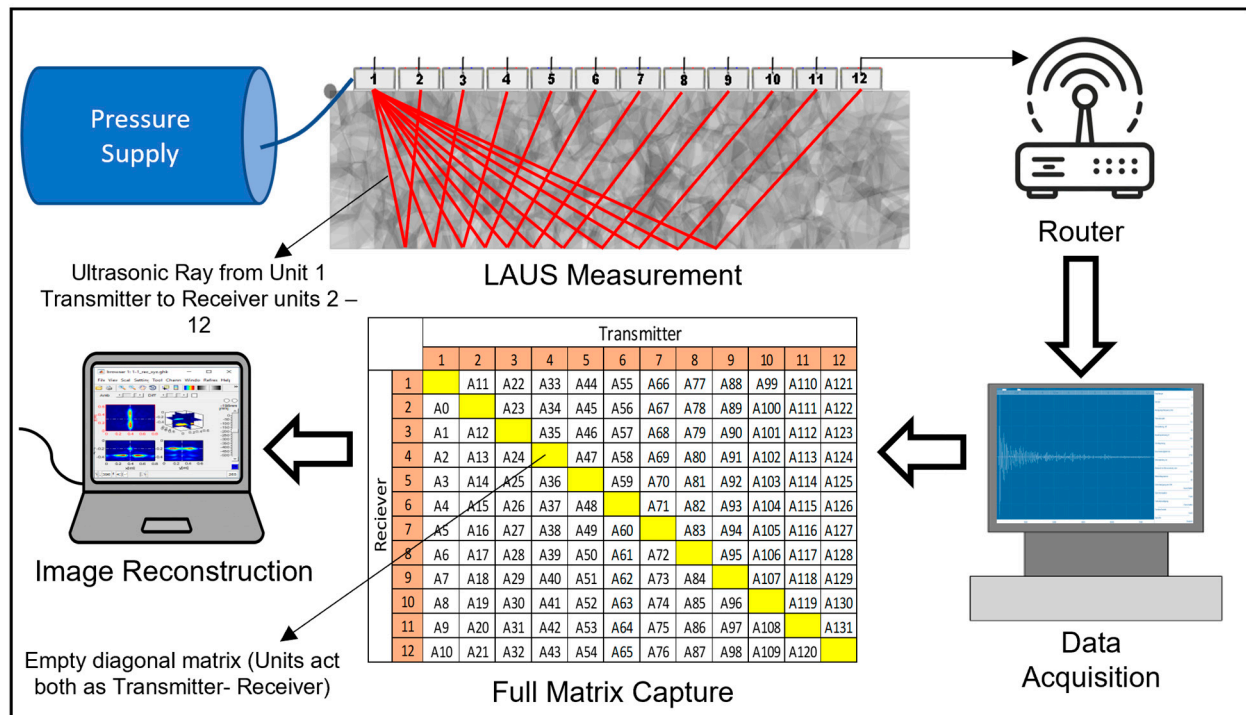 Pressure
Supply
1 2 3 4 5 6 7 8 9 10 11 12
LAUS Measurement
Router
Ultrasonic Ray from Unit 1
Transmitter to Receiver units 2 –
12
Transmitter
1 2 3 4 5 6 7 8 9 10 11 12
Reciever
1 A11 A22 A33 A44 A55 A66 A77 A88 A99 A110 A121
2 A0 A23 A34 A45 A56 A67 A78 A89 A100 A111 A122
3 A1 A12 A35 A46 A57 A68 A79 A90 A101 A112 A123
4 A2 A13 A24 A47 A58 A69 A80 A91 A102 A113 A124
5 A3 A14 A25 A36 A59 A70 A81 A92 A103 A114 A125
6 A4 A15 A26 A37 A48 A71 A82 A93 A104 A115 A126
7 A5 A16 A27 A38 A49 A60 A83 A94 A105 A116 A127
8 A6 A17 A28 A39 A50 A61 A72 A95 A106 A117 A128
9 A7 A18 A29 A40 A51 A62 A73 A84 A107 A118 A129
10 A8 A19 A30 A41 A52 A63 A74 A85 A96 A119 A130
11 A9 A20 A31 A42 A53 A64 A75 A86 A97 A108 A131
12 A10 A21 A32 A43 A54 A65 A76 A87 A98 A109 A120
Full Matrix Capture
Image Reconstruction
Empty diagonal matrix (Units act
both as Transmitter- Receiver)
Data
Acquisition